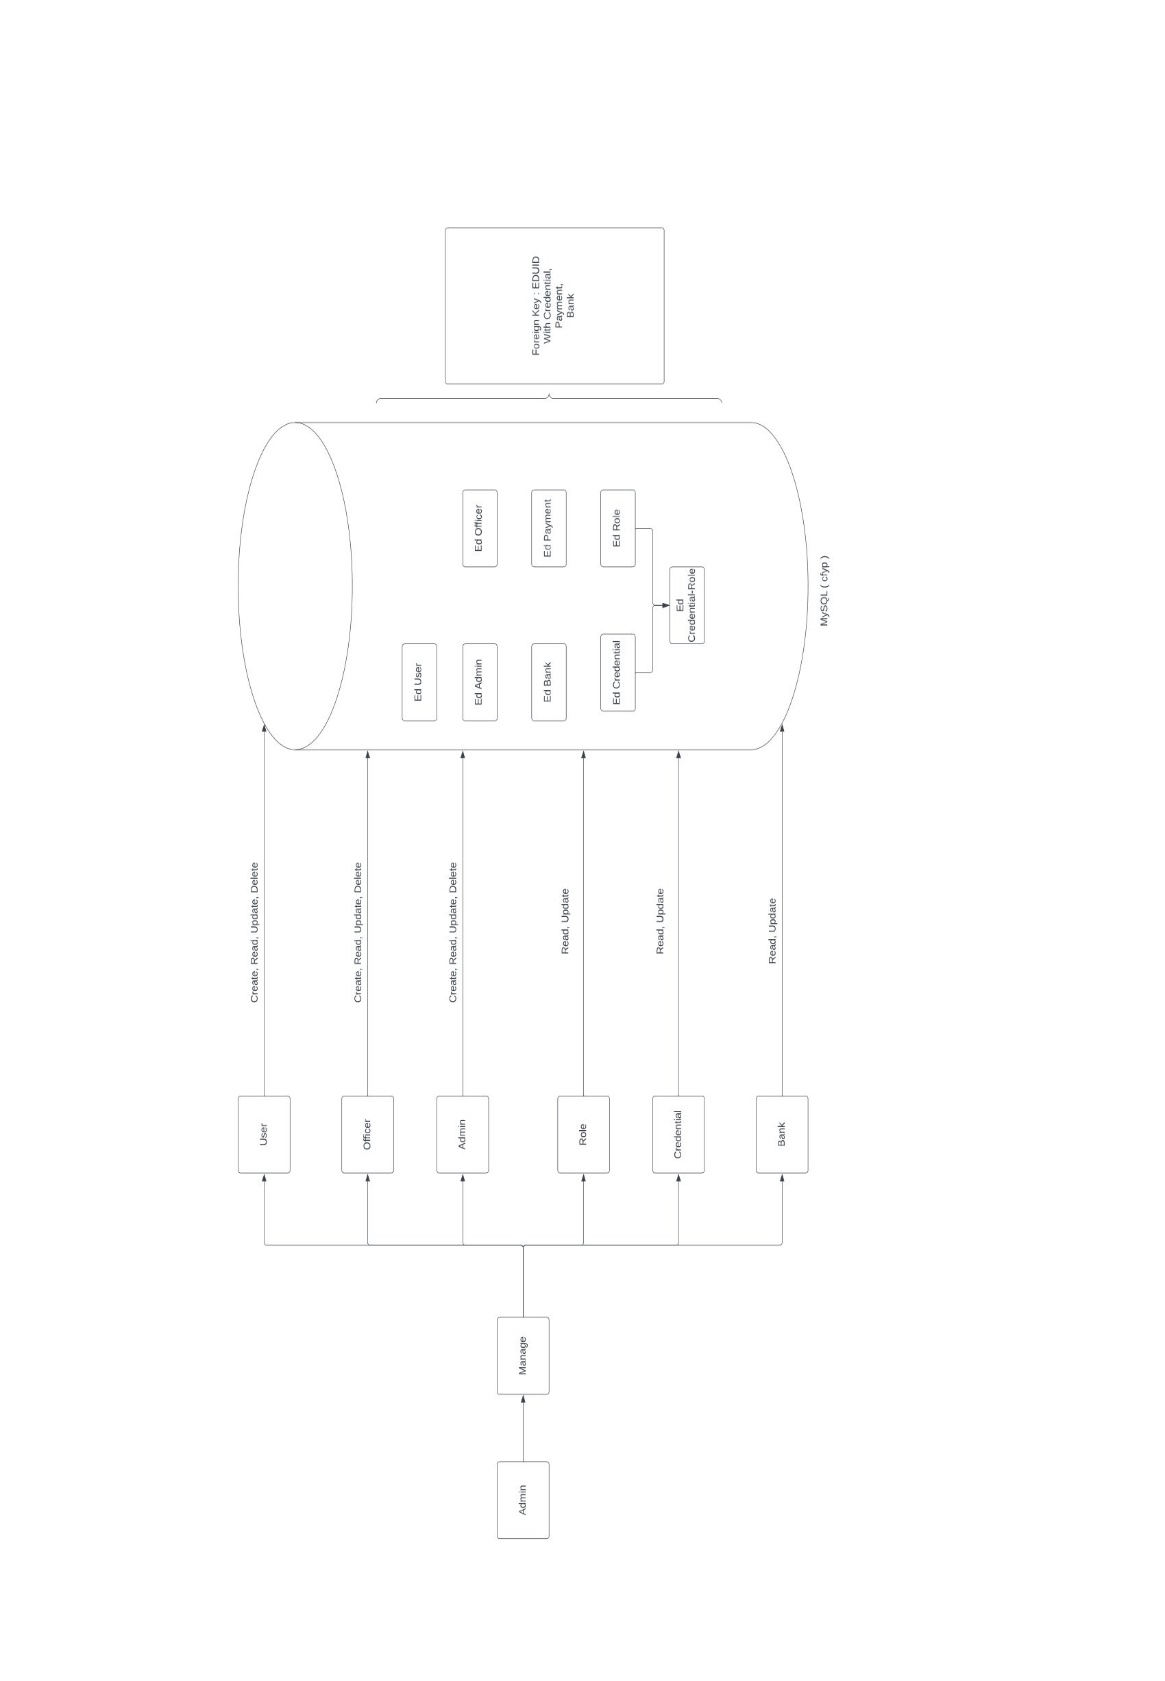 Admin
Manage
User
Officer
Admin
Role
Credential
Bank
Create, Read, Update, Delete
Create, Read, Update, Delete
Create, Read, Update, Delete
Read, Update
Read, Update
Read, Update
Ed User
Ed Admin
Ed Officer
Ed Bank
Ed Payment
Ed Credential
Ed Role
Ed
Credential-Role
MySQL ( cfyp )
Foreign Key : EDUID
With Credential,
Payment,
Bank